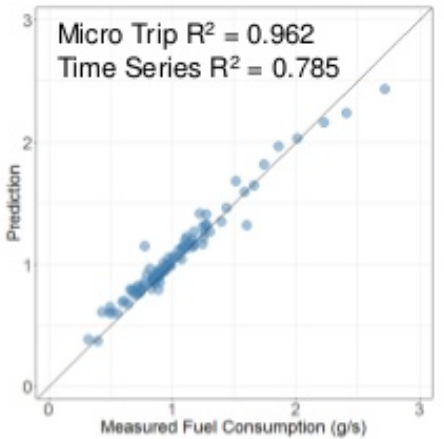 3
Micro Trip R² = 0.962
Time Series R² = 0.785
2
Prediction
1
0
0 1 2 3
Measured Fuel Consumption (g/s)